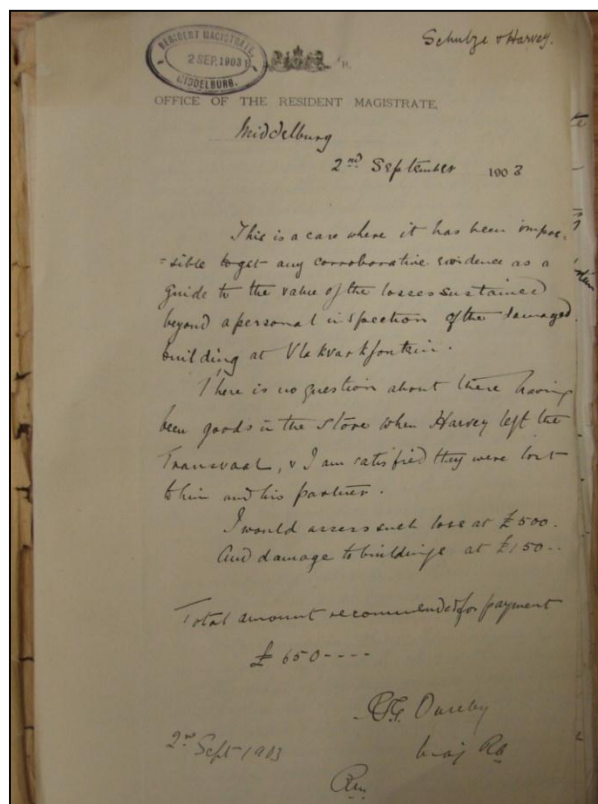 Schulze & Harvey.
RESIDENT MAGISTRATE,
2 SEP. 1903
MIDDELBURG.
OFFICE OF THE RESIDENT MAGISTRATE,
Middelburg
2nd September 1903
This is a case where it has been impos-
=sible to get any corroborative evidence as a
guide to the value of the losses sustained
beyond a personal inspection of the damaged
building at Vlakvarkfontein.
There is no question about there having
been goods in the store when Harvey left the
Transvaal, & I am satisfied they were lost
to him and his partner.
I would assess such loss at £500.
And damage to buildings at £150--
Total amount recommended for payment
£650----
Maj RA
2nd Sept 1903
RM